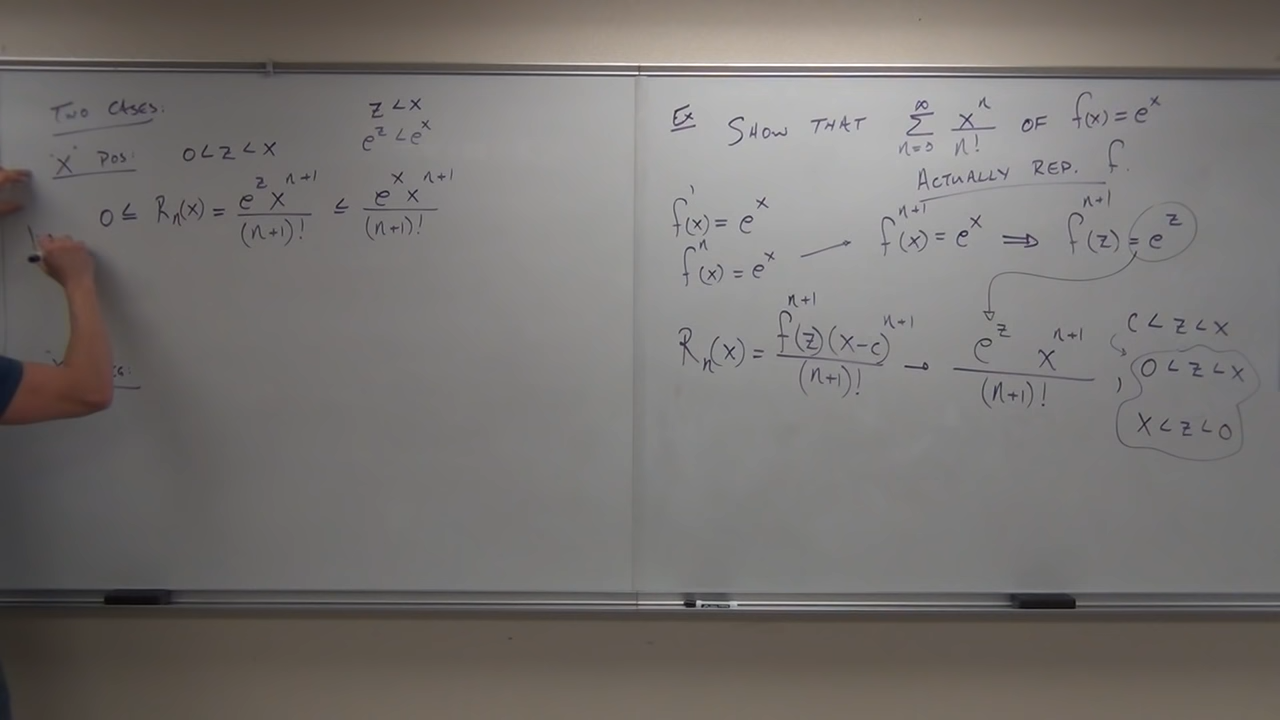 TWO CASES:
z < x
e^z < e^x
"X" POS: 0 < z < x
0 ≤ R_n(x) = e^z x^{n+1} / (n+1)! ≤ e^x x^{n+1} / (n+1)!
Ex SHOW THAT ∑_{n=0}^{∞} x^n / n! OF f(x) = e^x
ACTUALLY REP. f.
f'(x) = e^x
f^n(x) = e^x → f^{n+1}(x) = e^x ⇒ f^{n+1}(z) = e^z
R_n(x) = f^{n+1}(z) (x-c)^{n+1} / (n+1)! → e^z x^{n+1} / (n+1)! ,
c < z < x
0 < z < x
x < z < 0